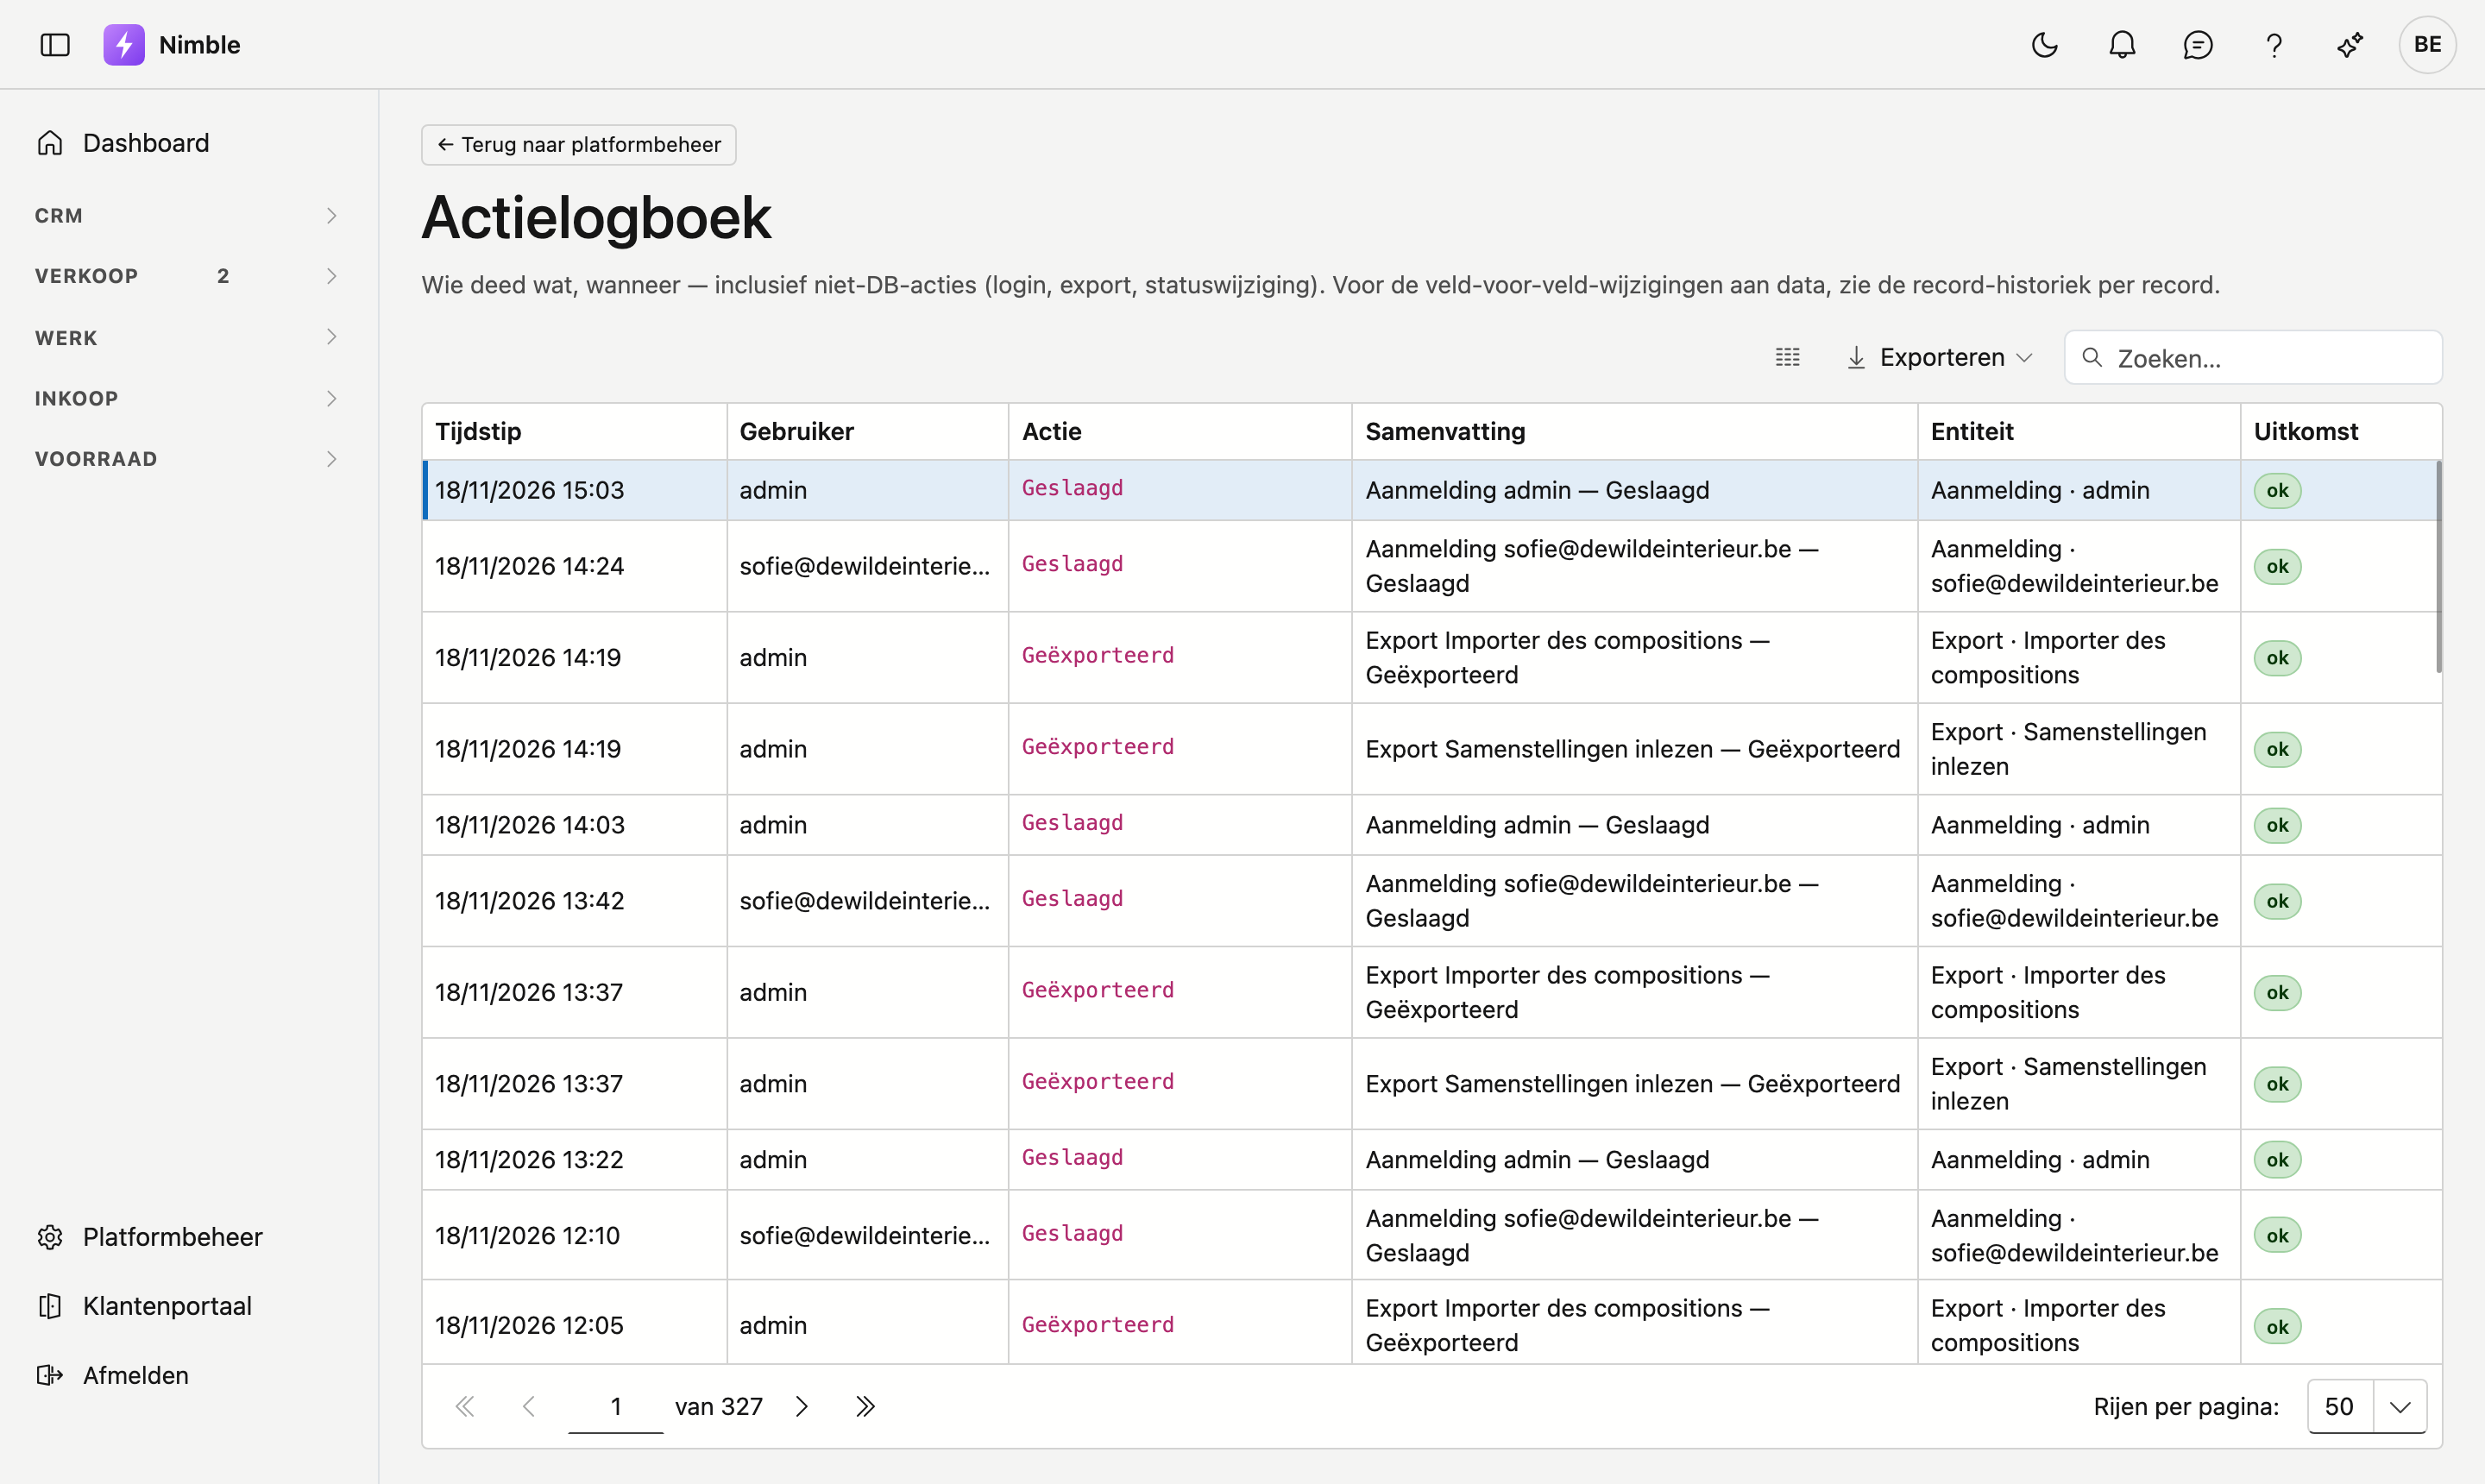 Nimble
BE
Dashboard
CRM
VERKOOP 2
WERK
INKOOP
VOORRAAD
Platformbeheer
Klantenportaal
Afmelden
← Terug naar platformbeheer
Actielogboek
Wie deed wat, wanneer — inclusief niet-DB-acties (login, export, statuswijziging). Voor de veld-voor-veld-wijzigingen aan data, zie de record-historiek per record.
Exporteren
Zoeken...
Tijdstip Gebruiker Actie Samenvatting Entiteit Uitkomst
18/11/2026 15:03 admin Geslaagd Aanmelding admin — Geslaagd Aanmelding · admin ok
18/11/2026 14:24 sofie@dewildeinterie... Geslaagd Aanmelding sofie@dewildeinterieur.be — Geslaagd Aanmelding · sofie@dewildeinterieur.be ok
18/11/2026 14:19 admin Geëxporteerd Export Importer des compositions — Geëxporteerd Export · Importer des compositions ok
18/11/2026 14:19 admin Geëxporteerd Export Samenstellingen inlezen — Geëxporteerd Export · Samenstellingen inlezen ok
18/11/2026 14:03 admin Geslaagd Aanmelding admin — Geslaagd Aanmelding · admin ok
18/11/2026 13:42 sofie@dewildeinterie... Geslaagd Aanmelding sofie@dewildeinterieur.be — Geslaagd Aanmelding · sofie@dewildeinterieur.be ok
18/11/2026 13:37 admin Geëxporteerd Export Importer des compositions — Geëxporteerd Export · Importer des compositions ok
18/11/2026 13:37 admin Geëxporteerd Export Samenstellingen inlezen — Geëxporteerd Export · Samenstellingen inlezen ok
18/11/2026 13:22 admin Geslaagd Aanmelding admin — Geslaagd Aanmelding · admin ok
18/11/2026 12:10 sofie@dewildeinterie... Geslaagd Aanmelding sofie@dewildeinterieur.be — Geslaagd Aanmelding · sofie@dewildeinterieur.be ok
18/11/2026 12:05 admin Geëxporteerd Export Importer des compositions — Geëxporteerd Export · Importer des compositions ok
1 van 327
Rijen per pagina: 50